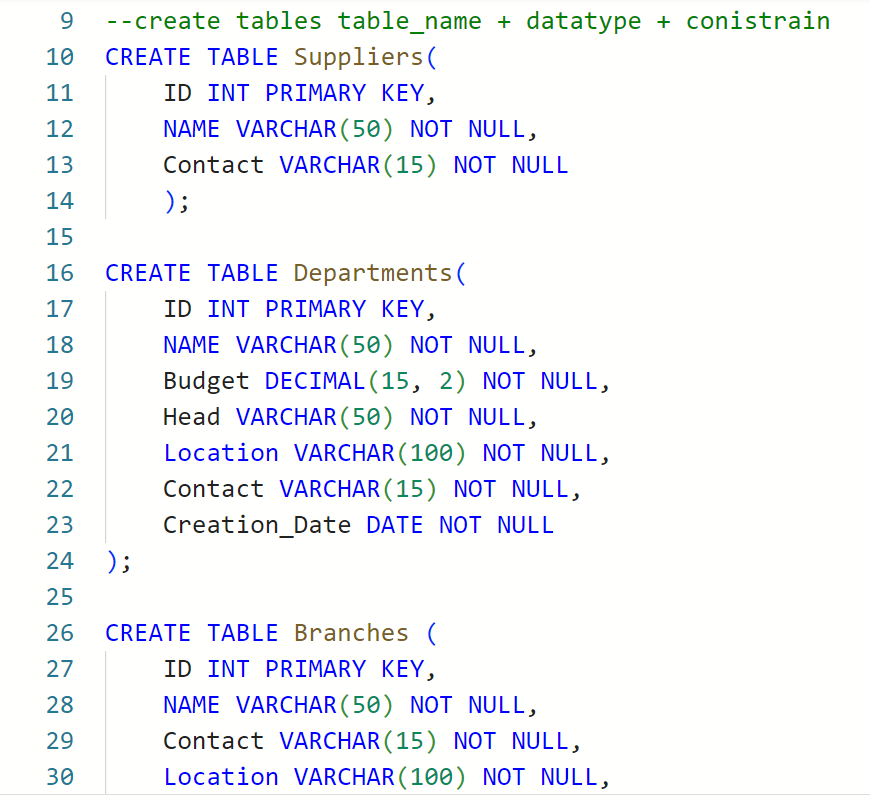 9 --create tables table_name + datatype + conistrain
10 CREATE TABLE Suppliers(
11 ID INT PRIMARY KEY,
12 NAME VARCHAR(50) NOT NULL,
13 Contact VARCHAR(15) NOT NULL
14 );
15
16 CREATE TABLE Departments(
17 ID INT PRIMARY KEY,
18 NAME VARCHAR(50) NOT NULL,
19 Budget DECIMAL(15, 2) NOT NULL,
20 Head VARCHAR(50) NOT NULL,
21 Location VARCHAR(100) NOT NULL,
22 Contact VARCHAR(15) NOT NULL,
23 Creation_Date DATE NOT NULL
24 );
25
26 CREATE TABLE Branches (
27 ID INT PRIMARY KEY,
28 NAME VARCHAR(50) NOT NULL,
29 Contact VARCHAR(15) NOT NULL,
30 Location VARCHAR(100) NOT NULL,